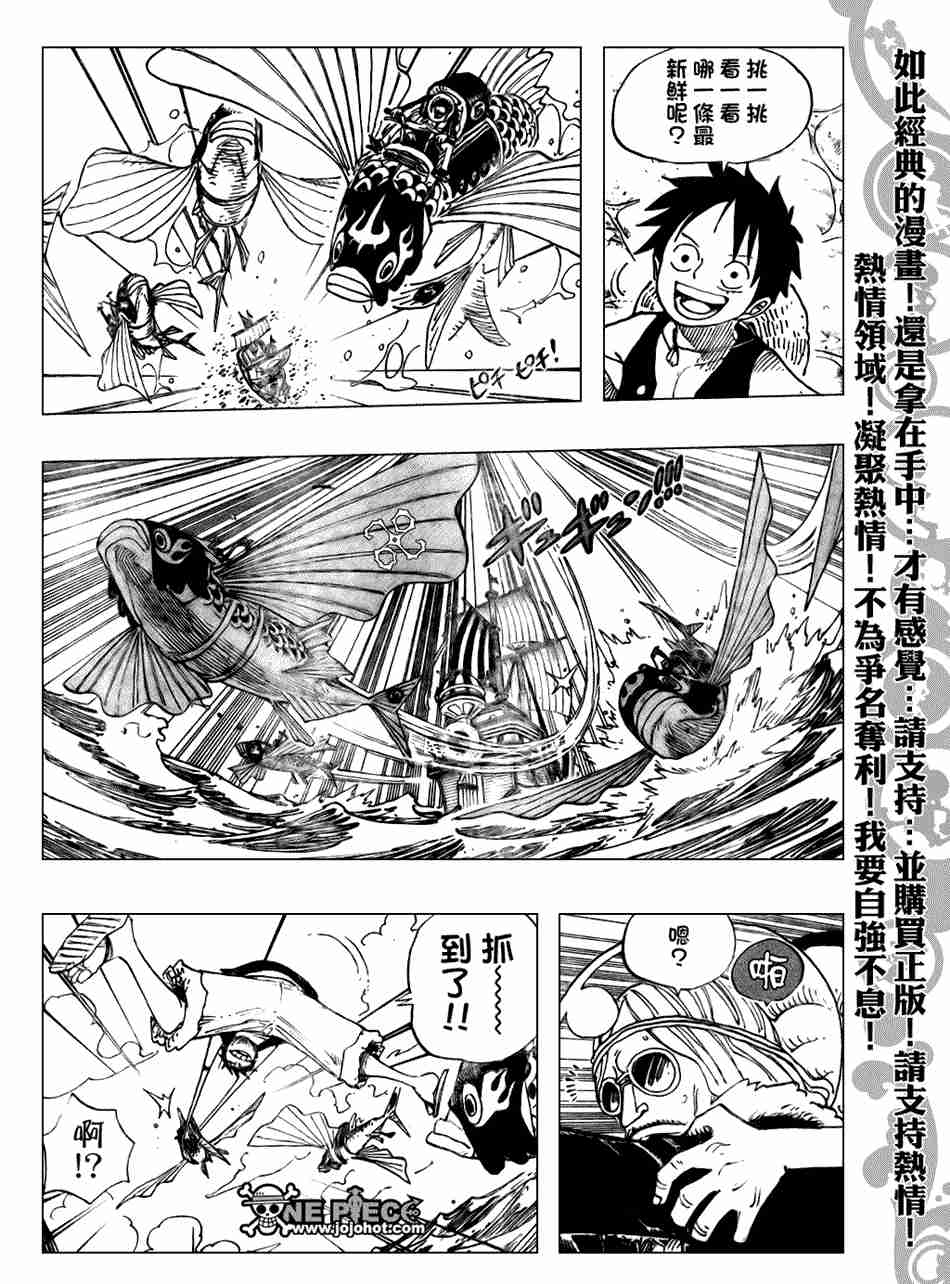 如此經典的漫畫！還是拿在手中…才有感覺…請支持…並購買正版！請支持熱情！
熱情領域！凝聚熱情！不為爭名奪利！我要自強不息！
挑一挑
看一看
哪一條最
新鮮呢？
ピチピチ！
ギュギュン!!!
嗯？
啪
抓～
到了!!
啊!?
ONE PIECE
www.jojohot.com